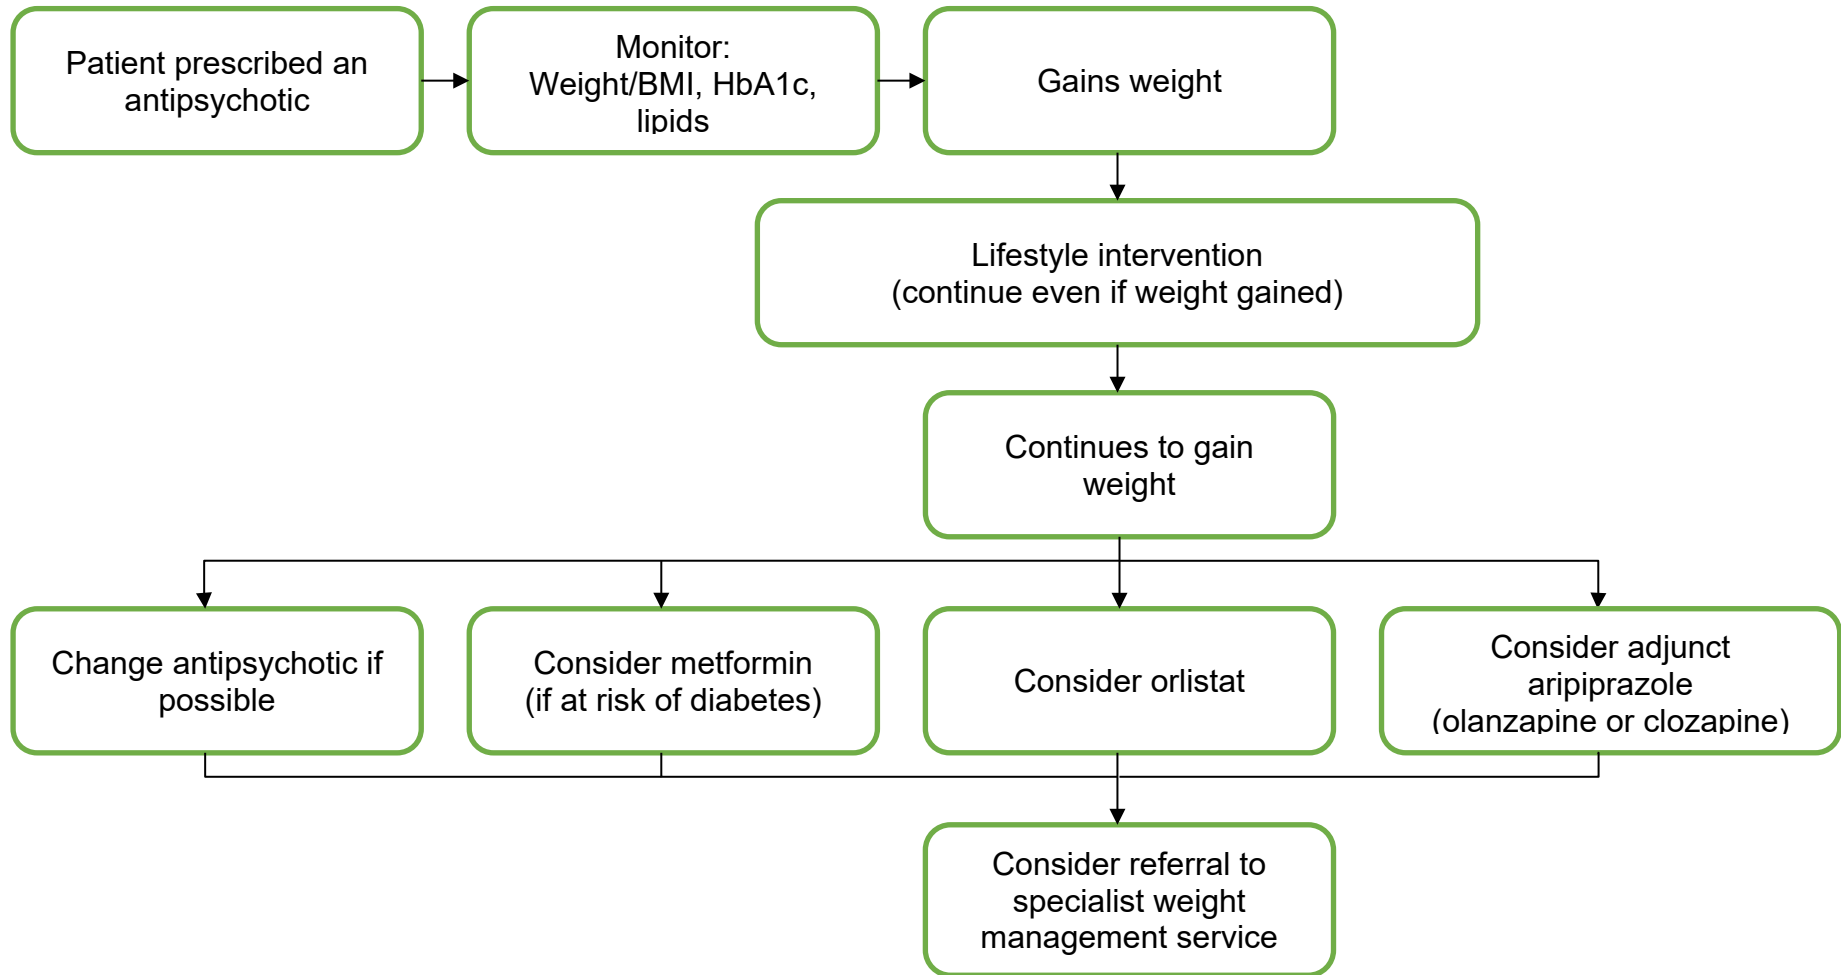 Patient prescribed an
antipsychotic
Monitor:
Weight/BMI, HbA1c,
lipids
Gains weight
Lifestyle intervention
(continue even if weight gained)
Continues to gain
weight
Change antipsychotic if
possible
Consider metformin
(if at risk of diabetes)
Consider orlistat
Consider adjunct
aripiprazole
(olanzapine or clozapine)
Consider referral to
specialist weight
management service